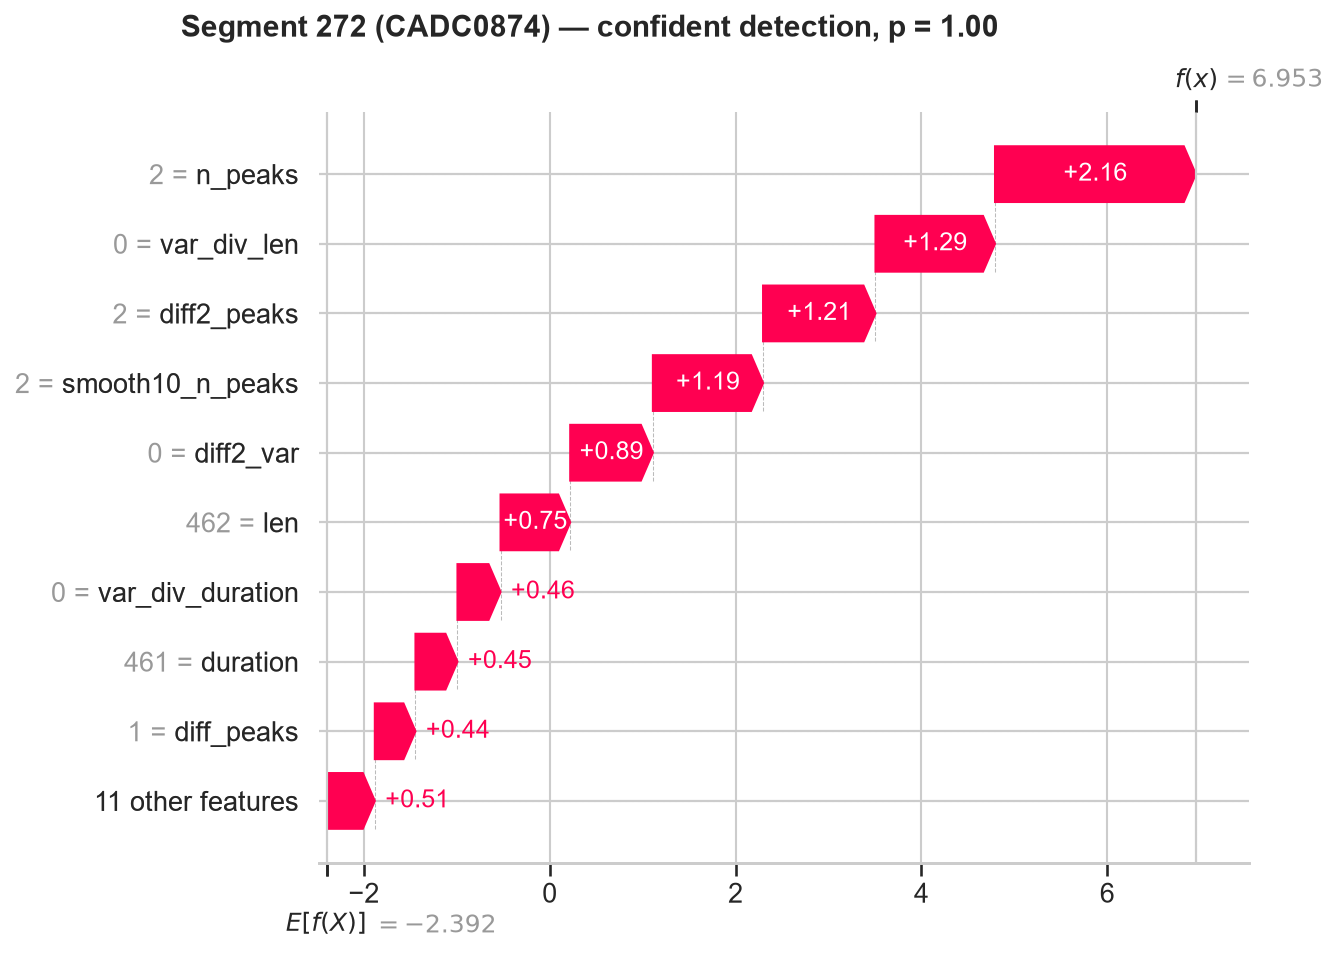 Segment 272 (CADC0874) — confident detection, p = 1.00
f(x) = 6.953
2 = n_peaks +2.16
0 = var_div_len +1.29
2 = diff2_peaks +1.21
2 = smooth10_n_peaks +1.19
0 = diff2_var +0.89
462 = len +0.75
0 = var_div_duration +0.46
461 = duration +0.45
1 = diff_peaks +0.44
11 other features +0.51
−2 0 2 4 6
E[f(X)] = −2.392